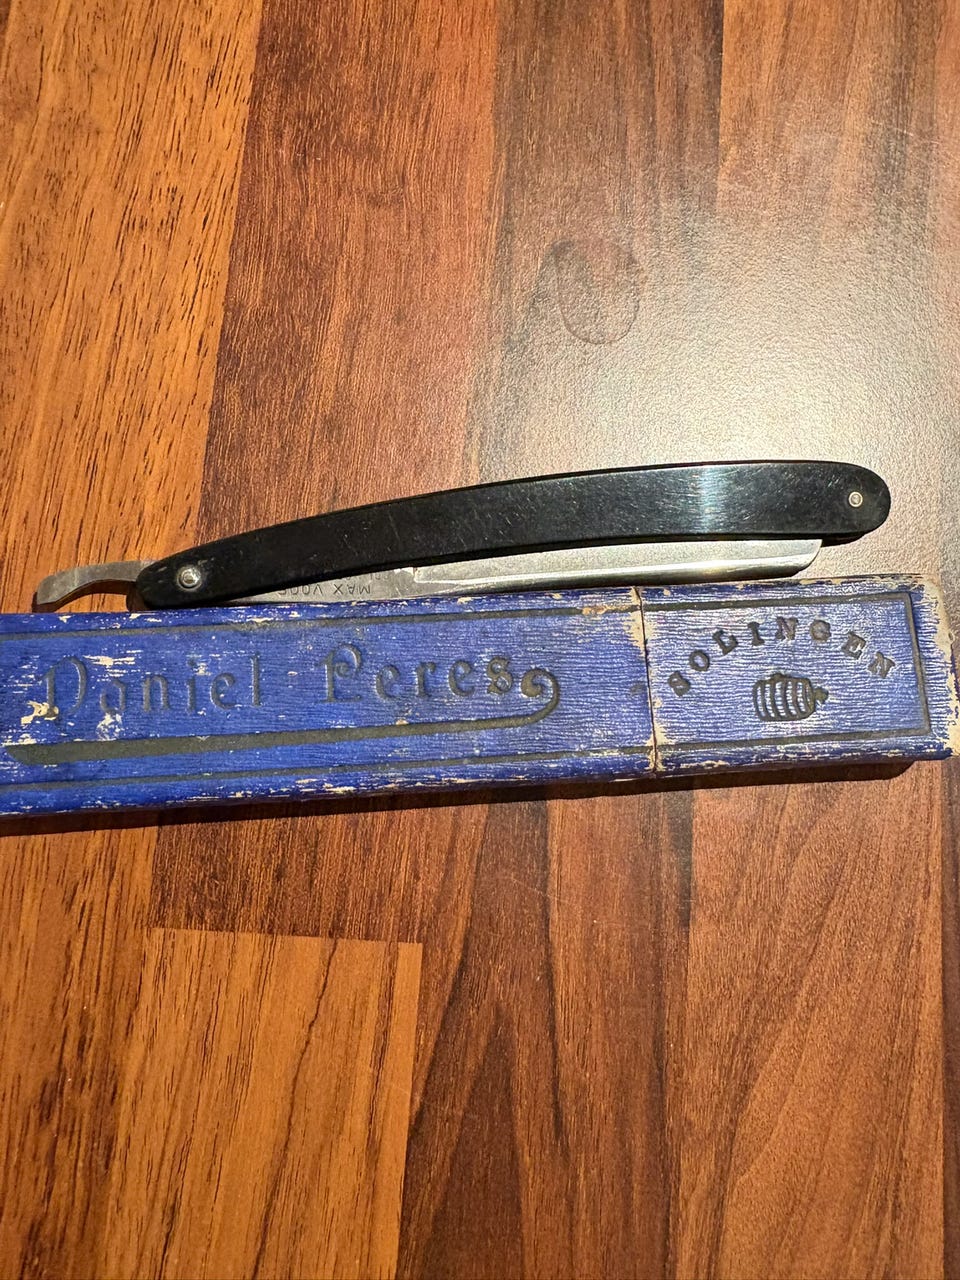 MAX
Daniel Peres
SOLINGEN